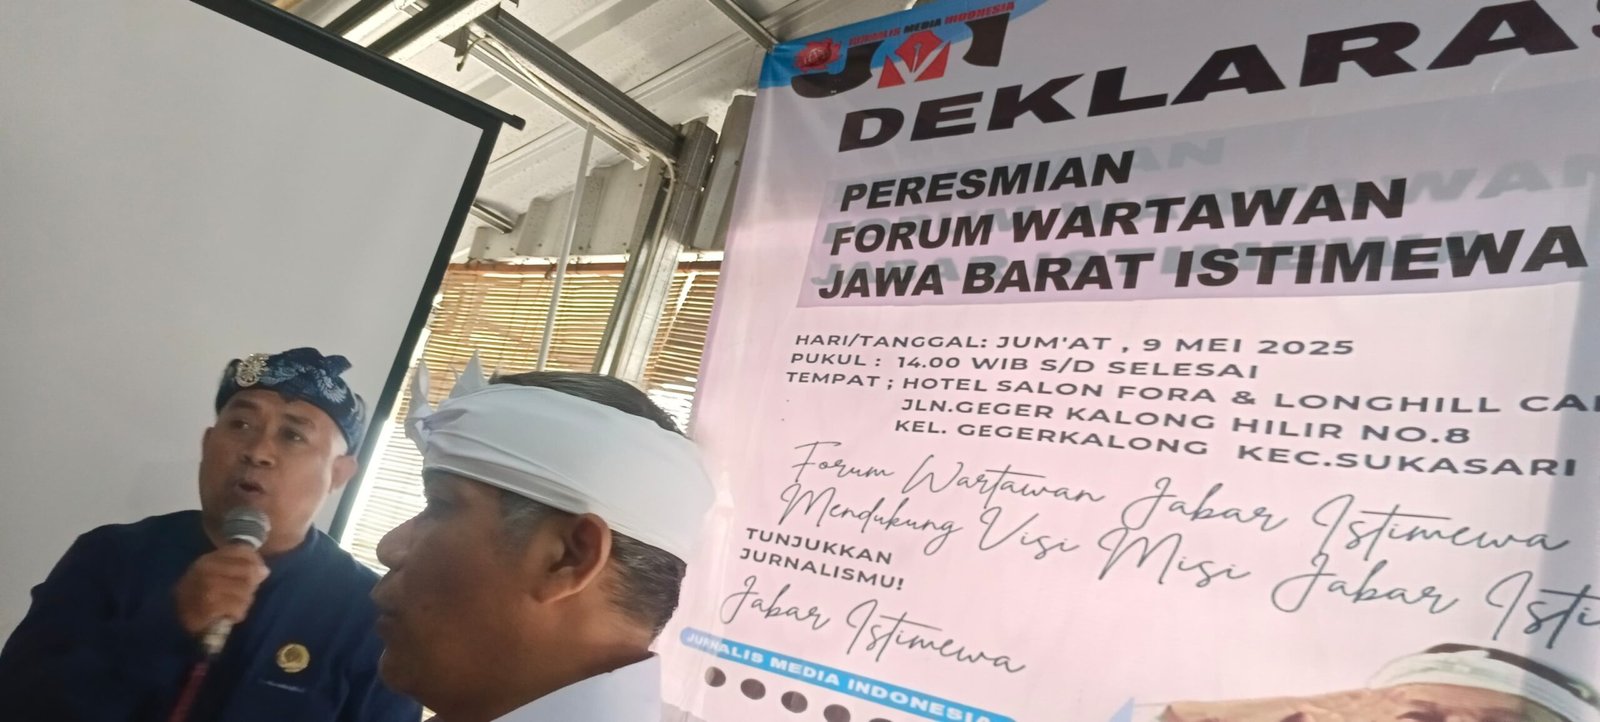 JURNALIS MEDIA INDONESIA
DEKLARAS
PERESMIAN
FORUM WARTAWAN
JAWA BARAT ISTIMEWA
HARI/TANGGAL: JUM'AT , 9 MEI 2025
PUKUL : 14.00 WIB S/D SELESAI
TEMPAT ; HOTEL SALON FORA & LONGHILL CA
JLN.GEGER KALONG HILIR NO.8
KEL. GEGERKALONG KEC.SUKASARI
Forum Wartawan Jabar Istimewa
Mendukung Visi Misi Jabar Isti
TUNJUKKAN
JURNALISMU!
Jabar Istimewa
JURNALIS MEDIA INDONESIA